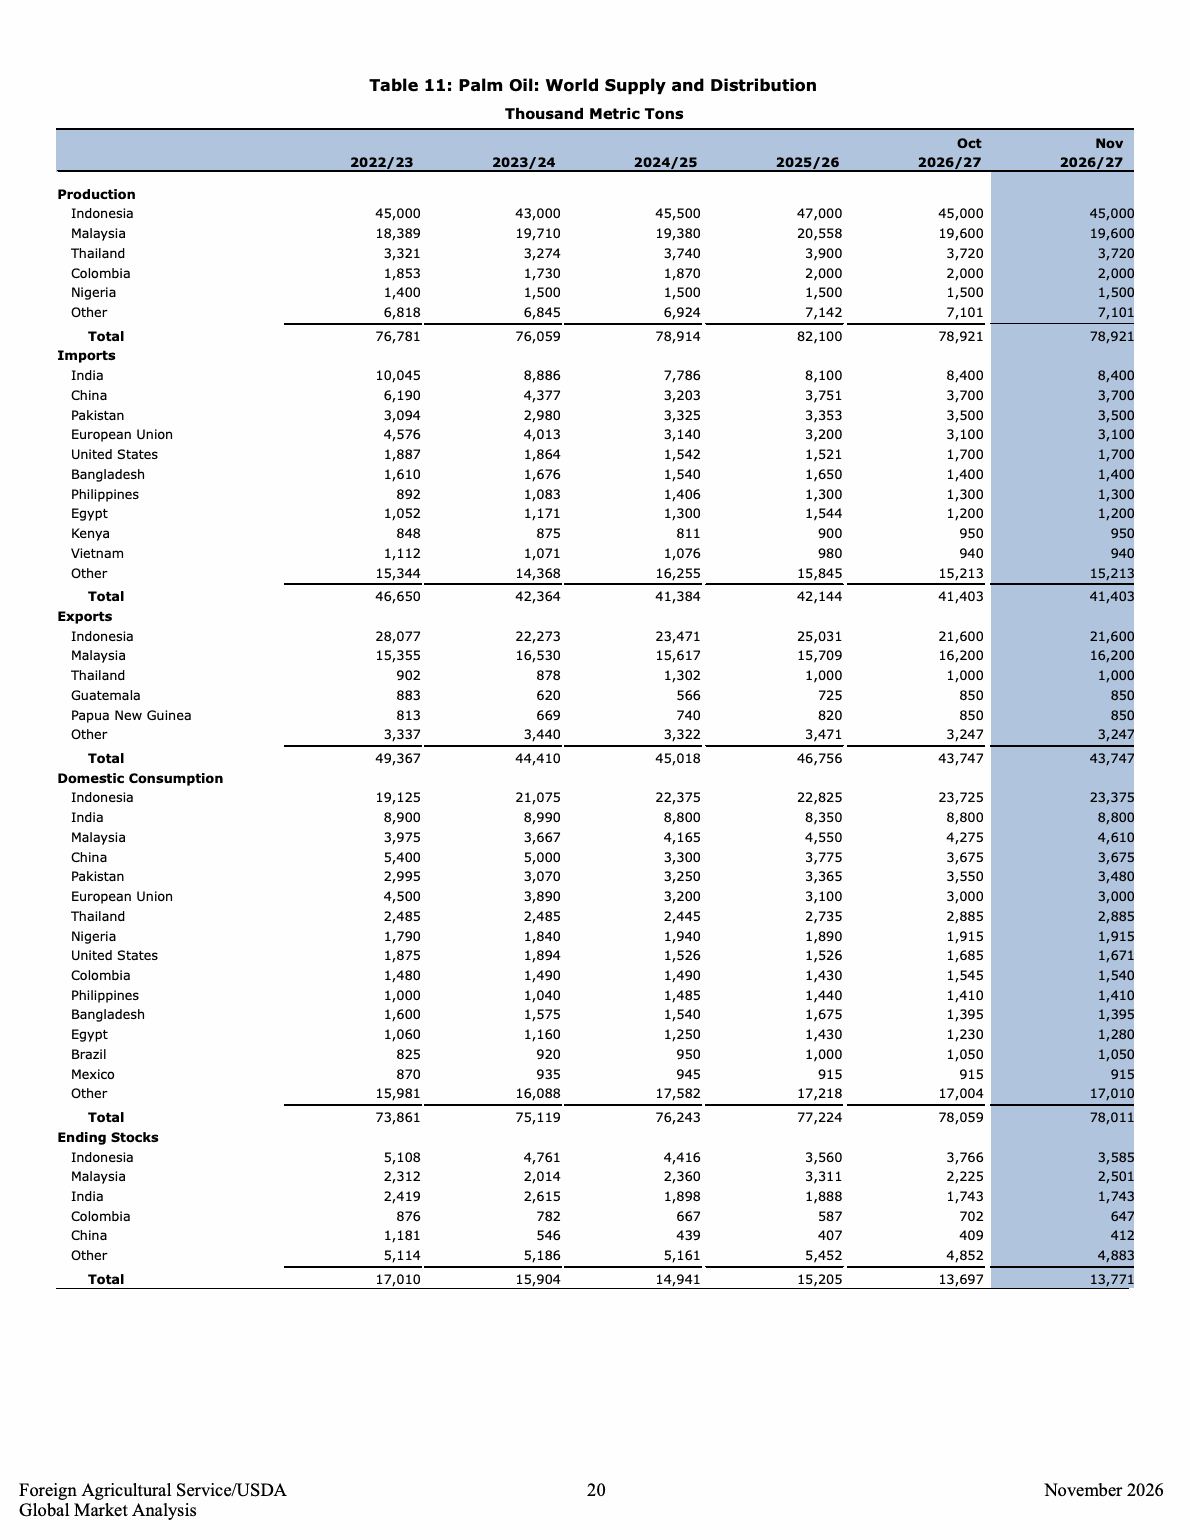 Table 11: Palm Oil: World Supply and Distribution
Thousand Metric Tons
Oct Nov
2022/23 2023/24 2024/25 2025/26 2026/27 2026/27
Production
Indonesia 45,000 43,000 45,500 47,000 45,000 45,000
Malaysia 18,389 19,710 19,380 20,558 19,600 19,600
Thailand 3,321 3,274 3,740 3,900 3,720 3,720
Colombia 1,853 1,730 1,870 2,000 2,000 2,000
Nigeria 1,400 1,500 1,500 1,500 1,500 1,500
Other 6,818 6,845 6,924 7,142 7,101 7,101
Total 76,781 76,059 78,914 82,100 78,921 78,921
Imports
India 10,045 8,886 7,786 8,100 8,400 8,400
China 6,190 4,377 3,203 3,751 3,700 3,700
Pakistan 3,094 2,980 3,325 3,353 3,500 3,500
European Union 4,576 4,013 3,140 3,200 3,100 3,100
United States 1,887 1,864 1,542 1,521 1,700 1,700
Bangladesh 1,610 1,676 1,540 1,650 1,400 1,400
Philippines 892 1,083 1,406 1,300 1,300 1,300
Egypt 1,052 1,171 1,300 1,544 1,200 1,200
Kenya 848 875 811 900 950 950
Vietnam 1,112 1,071 1,076 980 940 940
Other 15,344 14,368 16,255 15,845 15,213 15,213
Total 46,650 42,364 41,384 42,144 41,403 41,403
Exports
Indonesia 28,077 22,273 23,471 25,031 21,600 21,600
Malaysia 15,355 16,530 15,617 15,709 16,200 16,200
Thailand 902 878 1,302 1,000 1,000 1,000
Guatemala 883 620 566 725 850 850
Papua New Guinea 813 669 740 820 850 850
Other 3,337 3,440 3,322 3,471 3,247 3,247
Total 49,367 44,410 45,018 46,756 43,747 43,747
Domestic Consumption
Indonesia 19,125 21,075 22,375 22,825 23,725 23,375
India 8,900 8,990 8,800 8,350 8,800 8,800
Malaysia 3,975 3,667 4,165 4,550 4,275 4,610
China 5,400 5,000 3,300 3,775 3,675 3,675
Pakistan 2,995 3,070 3,250 3,365 3,550 3,480
European Union 4,500 3,890 3,200 3,100 3,000 3,000
Thailand 2,485 2,485 2,445 2,735 2,885 2,885
Nigeria 1,790 1,840 1,940 1,890 1,915 1,915
United States 1,875 1,894 1,526 1,526 1,685 1,671
Colombia 1,480 1,490 1,490 1,430 1,545 1,540
Philippines 1,000 1,040 1,485 1,440 1,410 1,410
Bangladesh 1,600 1,575 1,540 1,675 1,395 1,395
Egypt 1,060 1,160 1,250 1,430 1,230 1,280
Brazil 825 920 950 1,000 1,050 1,050
Mexico 870 935 945 915 915 915
Other 15,981 16,088 17,582 17,218 17,004 17,010
Total 73,861 75,119 76,243 77,224 78,059 78,011
Ending Stocks
Indonesia 5,108 4,761 4,416 3,560 3,766 3,585
Malaysia 2,312 2,014 2,360 3,311 2,225 2,501
India 2,419 2,615 1,898 1,888 1,743 1,743
Colombia 876 782 667 587 702 647
China 1,181 546 439 407 409 412
Other 5,114 5,186 5,161 5,452 4,852 4,883
Total 17,010 15,904 14,941 15,205 13,697 13,771
Foreign Agricultural Service/USDA 20 November 2026
Global Market Analysis